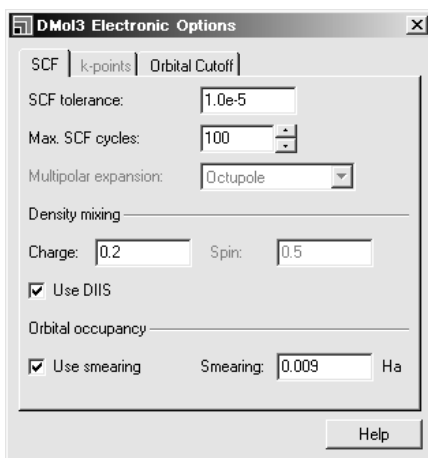 DMol3 Electronic Options
SCF k-points Orbital Cutoff
SCF tolerance: 1.0e-5
Max. SCF cycles: 100
Multipolar expansion: Octupole
Density mixing
Charge: 0.2 Spin: 0.5
Use DIIS
Orbital occupancy
Use smearing Smearing: 0.009 Ha
Help